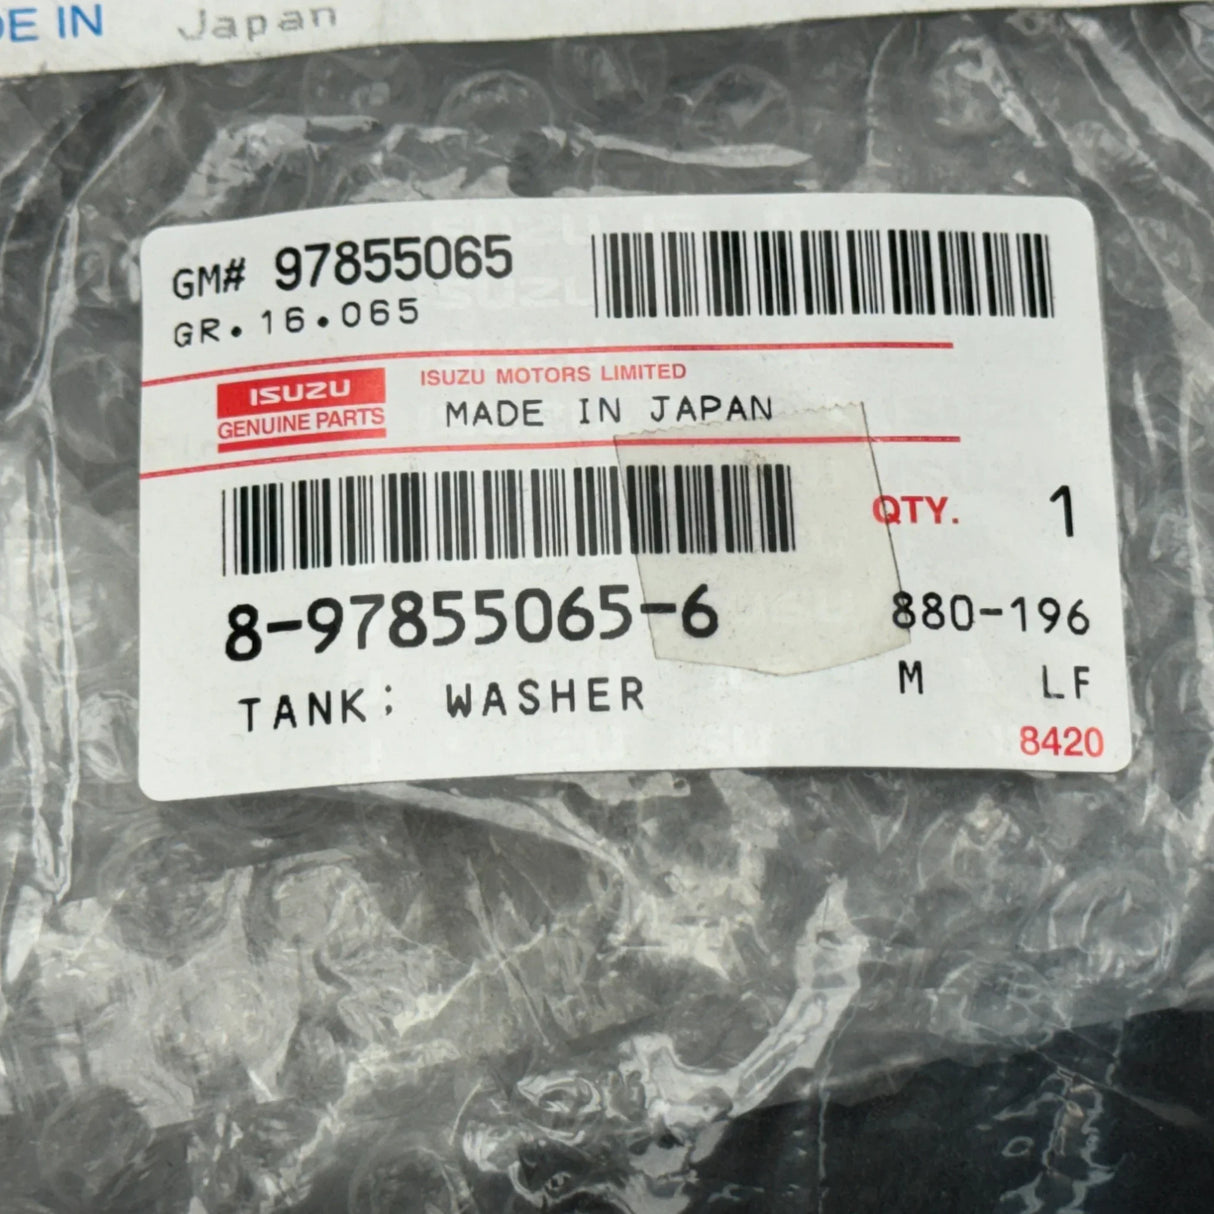 DE IN Japan
GM# 97855065
GR.16.065
ISUZU
GENUINE PARTS
ISUZU MOTORS LIMITED
MADE IN JAPAN
QTY. 1
8-97855065-6
880-196
TANK; WASHER
M LF
8420